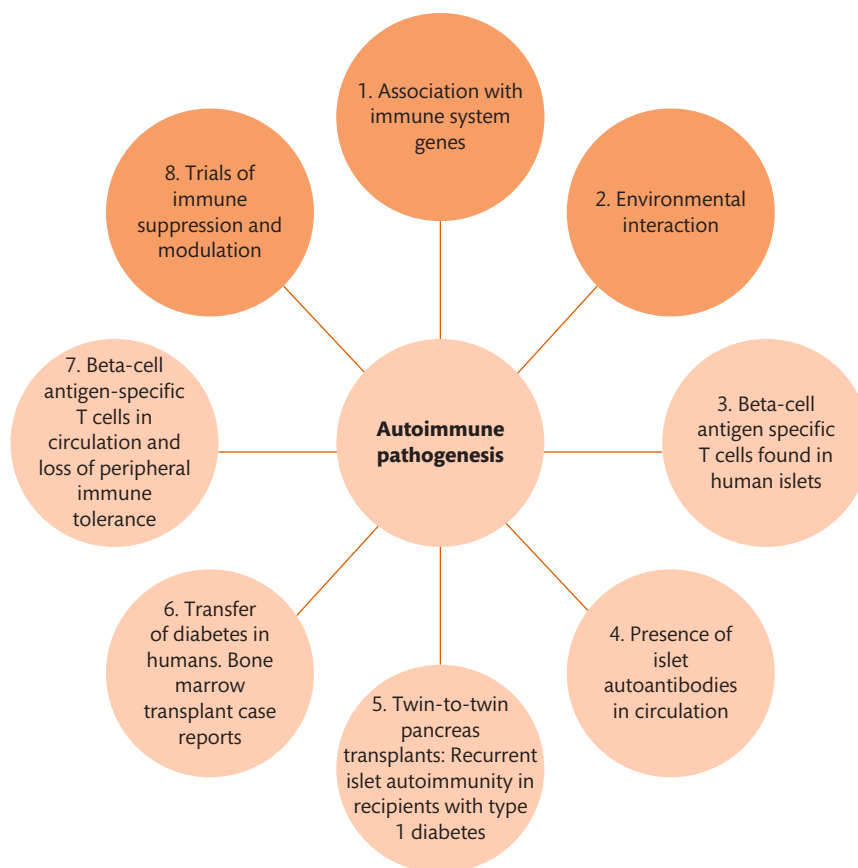 1. Association with
immune system
genes
2. Environmental
interaction
3. Beta-cell
antigen specific
T cells found in
human islets
4. Presence of
islet
autoantibodies
in circulation
5. Twin-to-twin
pancreas
transplants: Recurrent
islet autoimmunity in
recipients with type
1 diabetes
6. Transfer
of diabetes in
humans. Bone
marrow
transplant case
reports
7. Beta-cell
antigen-specific
T cells in
circulation and
loss of peripheral
immune
tolerance
8. Trials of
immune
suppression and
modulation
Autoimmune
pathogenesis